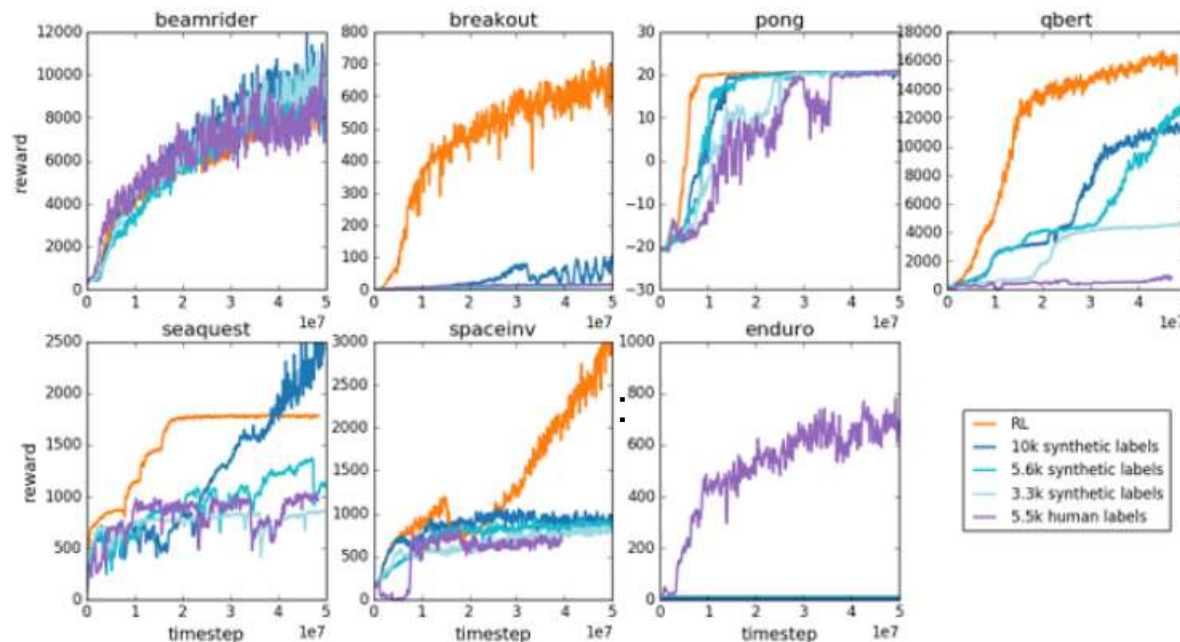 beamrider breakout pong qbert
12000 800 30 18000
700 16000
10000 20
600 14000
8000 10 12000
500
10000
6000 400 0
8000
300
4000 -10 6000
200 4000
2000 -20
100 2000
0 0 -30 0
reward
0 1 2 3 4 5 0 1 2 3 4 5 0 1 2 3 4 5 0 1 2 3 4
1e7 1e7 1e7 1e7
seaquest spaceinv enduro
2500 3000 1000
2500
2000 800
2000
1500 600
1500
1000 400
1000
500 200
500
0 0 0
reward
:
RL
10k synthetic labels
5.6k synthetic labels
3.3k synthetic labels
5.5k human labels
0 1 2 3 4 5 0 1 2 3 4 5 0 1 2 3 4 5
timestep 1e7 timestep 1e7 timestep 1e7